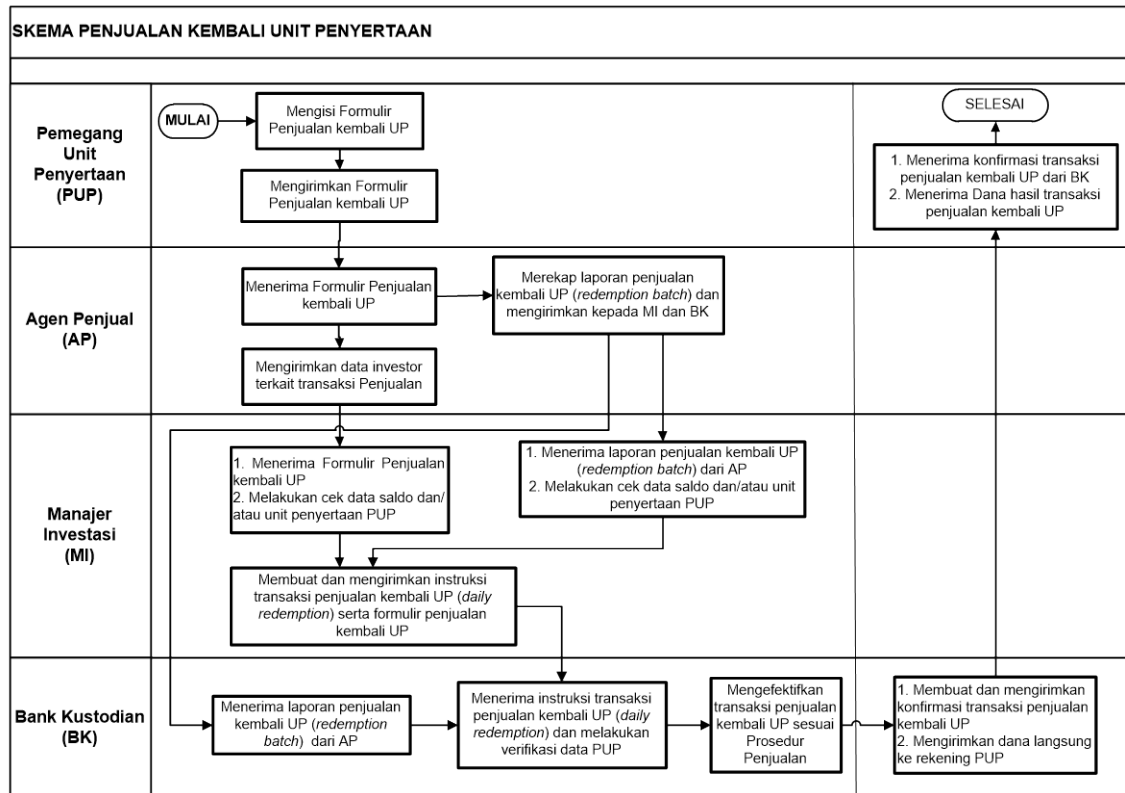 SKEMA PENJUALAN KEMBALI UNIT PENYERTAAN
Pemegang
Unit
Penyertaan
(PUP)
MULAI
Mengisi Formulir
Penjualan kembali UP
Mengirimkan Formulir
Penjualan kembali UP
SELESAI
1. Menerima konfirmasi transaksi
penjualan kembali UP dari BK
2. Menerima Dana hasil transaksi
penjualan kembali UP
Agen Penjual
(AP)
Menerima Formulir Penjualan
kembali UP
Merekap laporan penjualan
kembali UP (redemption batch) dan
mengirimkan kepada MI dan BK
Mengirimkan data investor
terkait transaksi Penjualan
Manajer
Investasi
(MI)
1. Menerima Formulir Penjualan
kembali UP
2. Melakukan cek data saldo dan/
atau unit penyertaan PUP
1. Menerima laporan penjualan kembali UP
(redemption batch) dari AP
2. Melakukan cek data saldo dan/atau unit
penyertaan PUP
Membuat dan mengirimkan instruksi
transaksi penjualan kembali UP (daily
redemption) serta formulir penjualan
kembali UP
Bank Kustodian
(BK)
Menerima laporan penjualan
kembali UP (redemption
batch) dari AP
Menerima instruksi transaksi
penjualan kembali UP (daily
redemption) dan melakukan
verifikasi data PUP
Mengefektifkan
transaksi penjualan
kembali UP sesuai
Prosedur
Penjualan
1. Membuat dan mengirimkan
konfirmasi transaksi penjualan
kembali UP
2. Mengirimkan dana langsung
ke rekening PUP